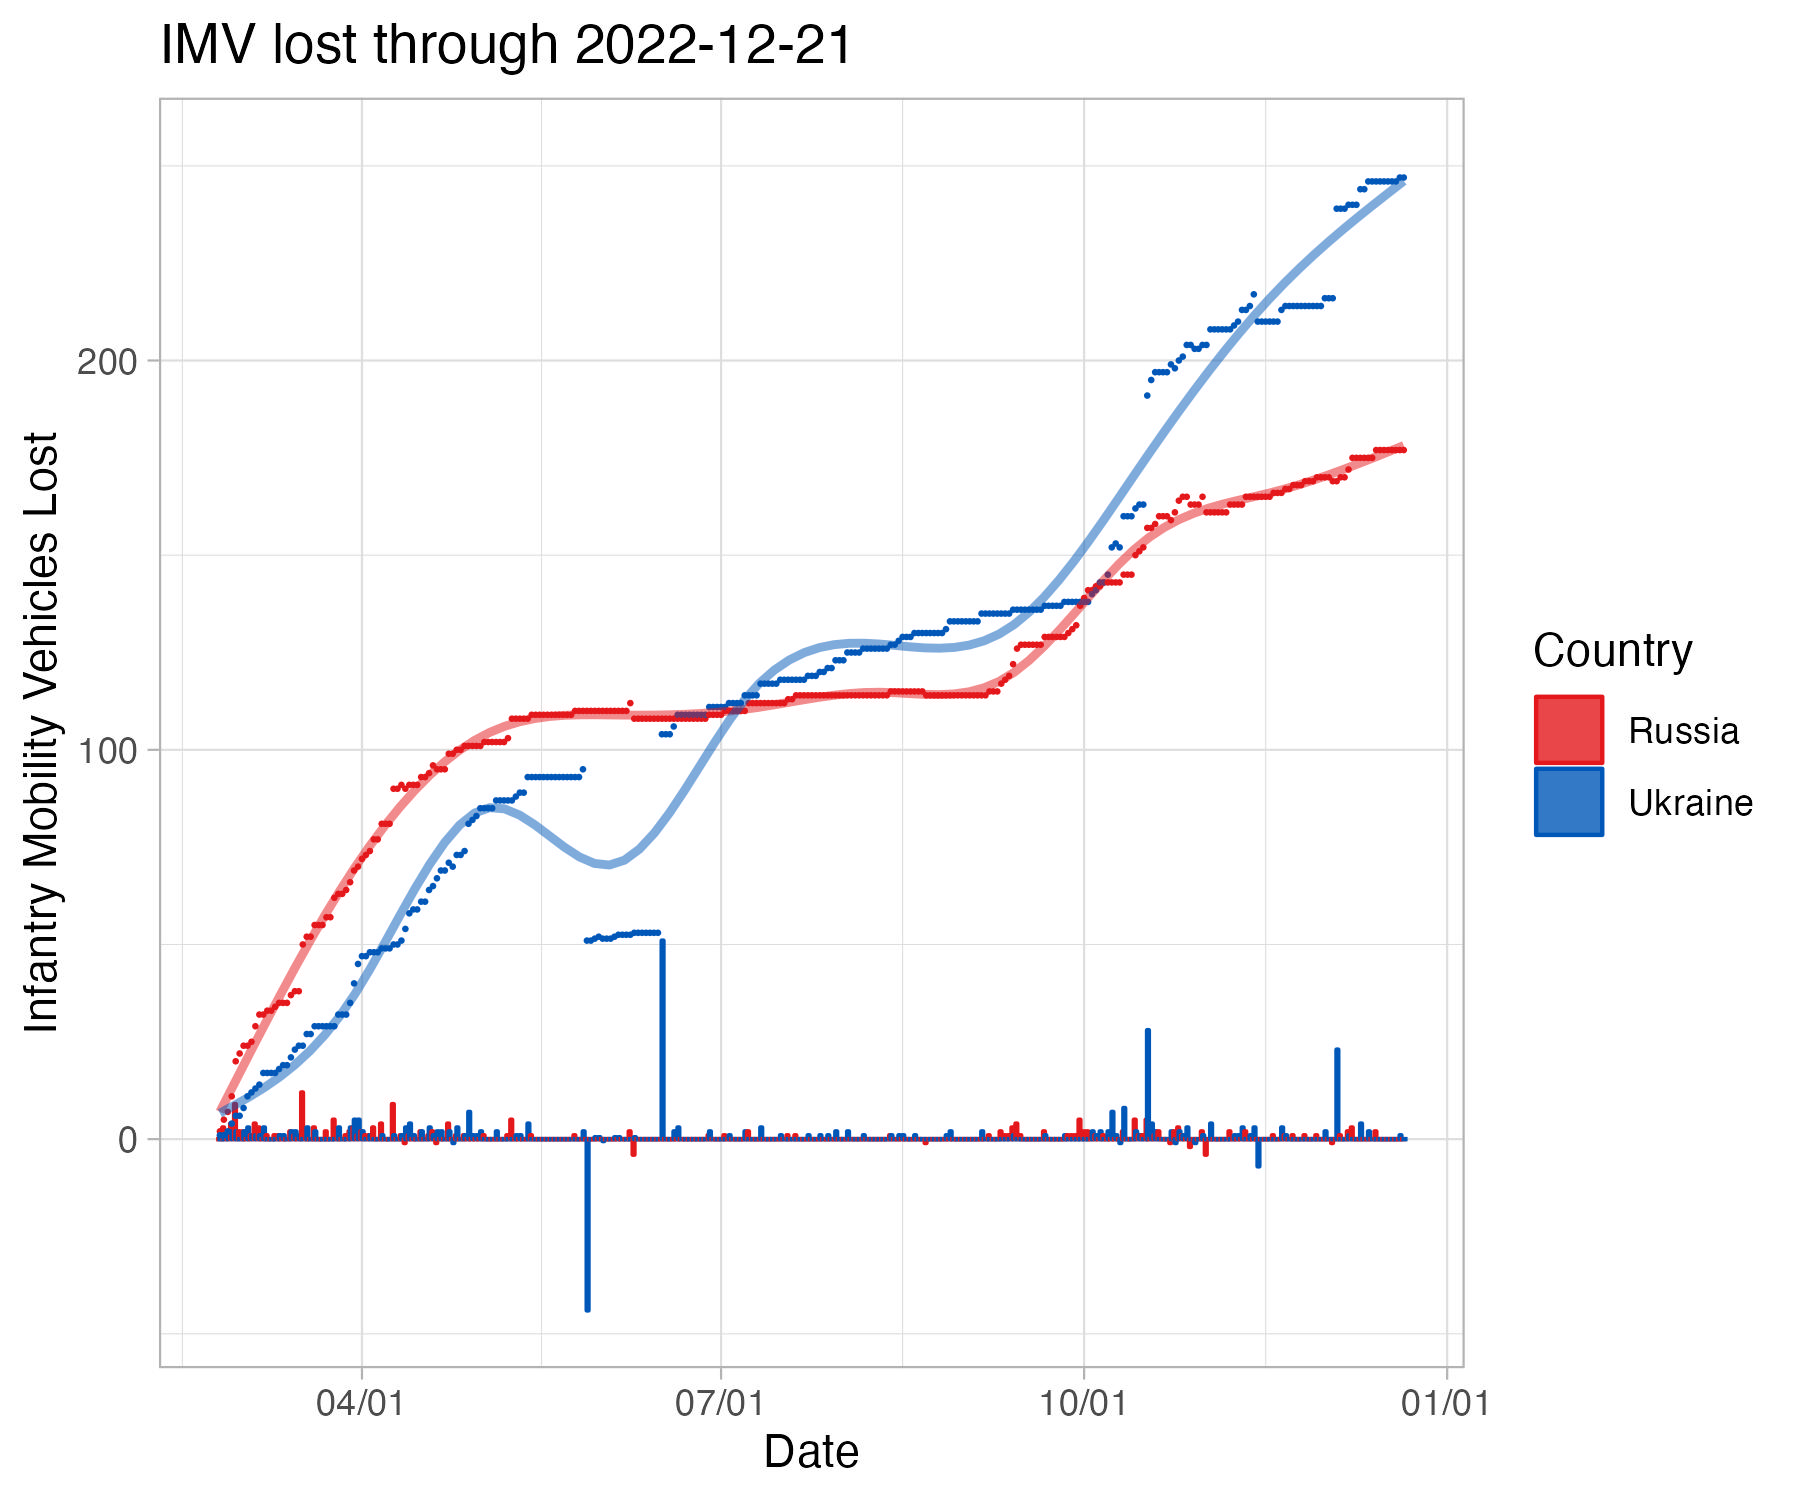 IMV lost through 2022-12-21
Infantry Mobility Vehicles Lost
200
100
0
04/01
07/01
10/01
01/01
Date
Country
Russia
Ukraine